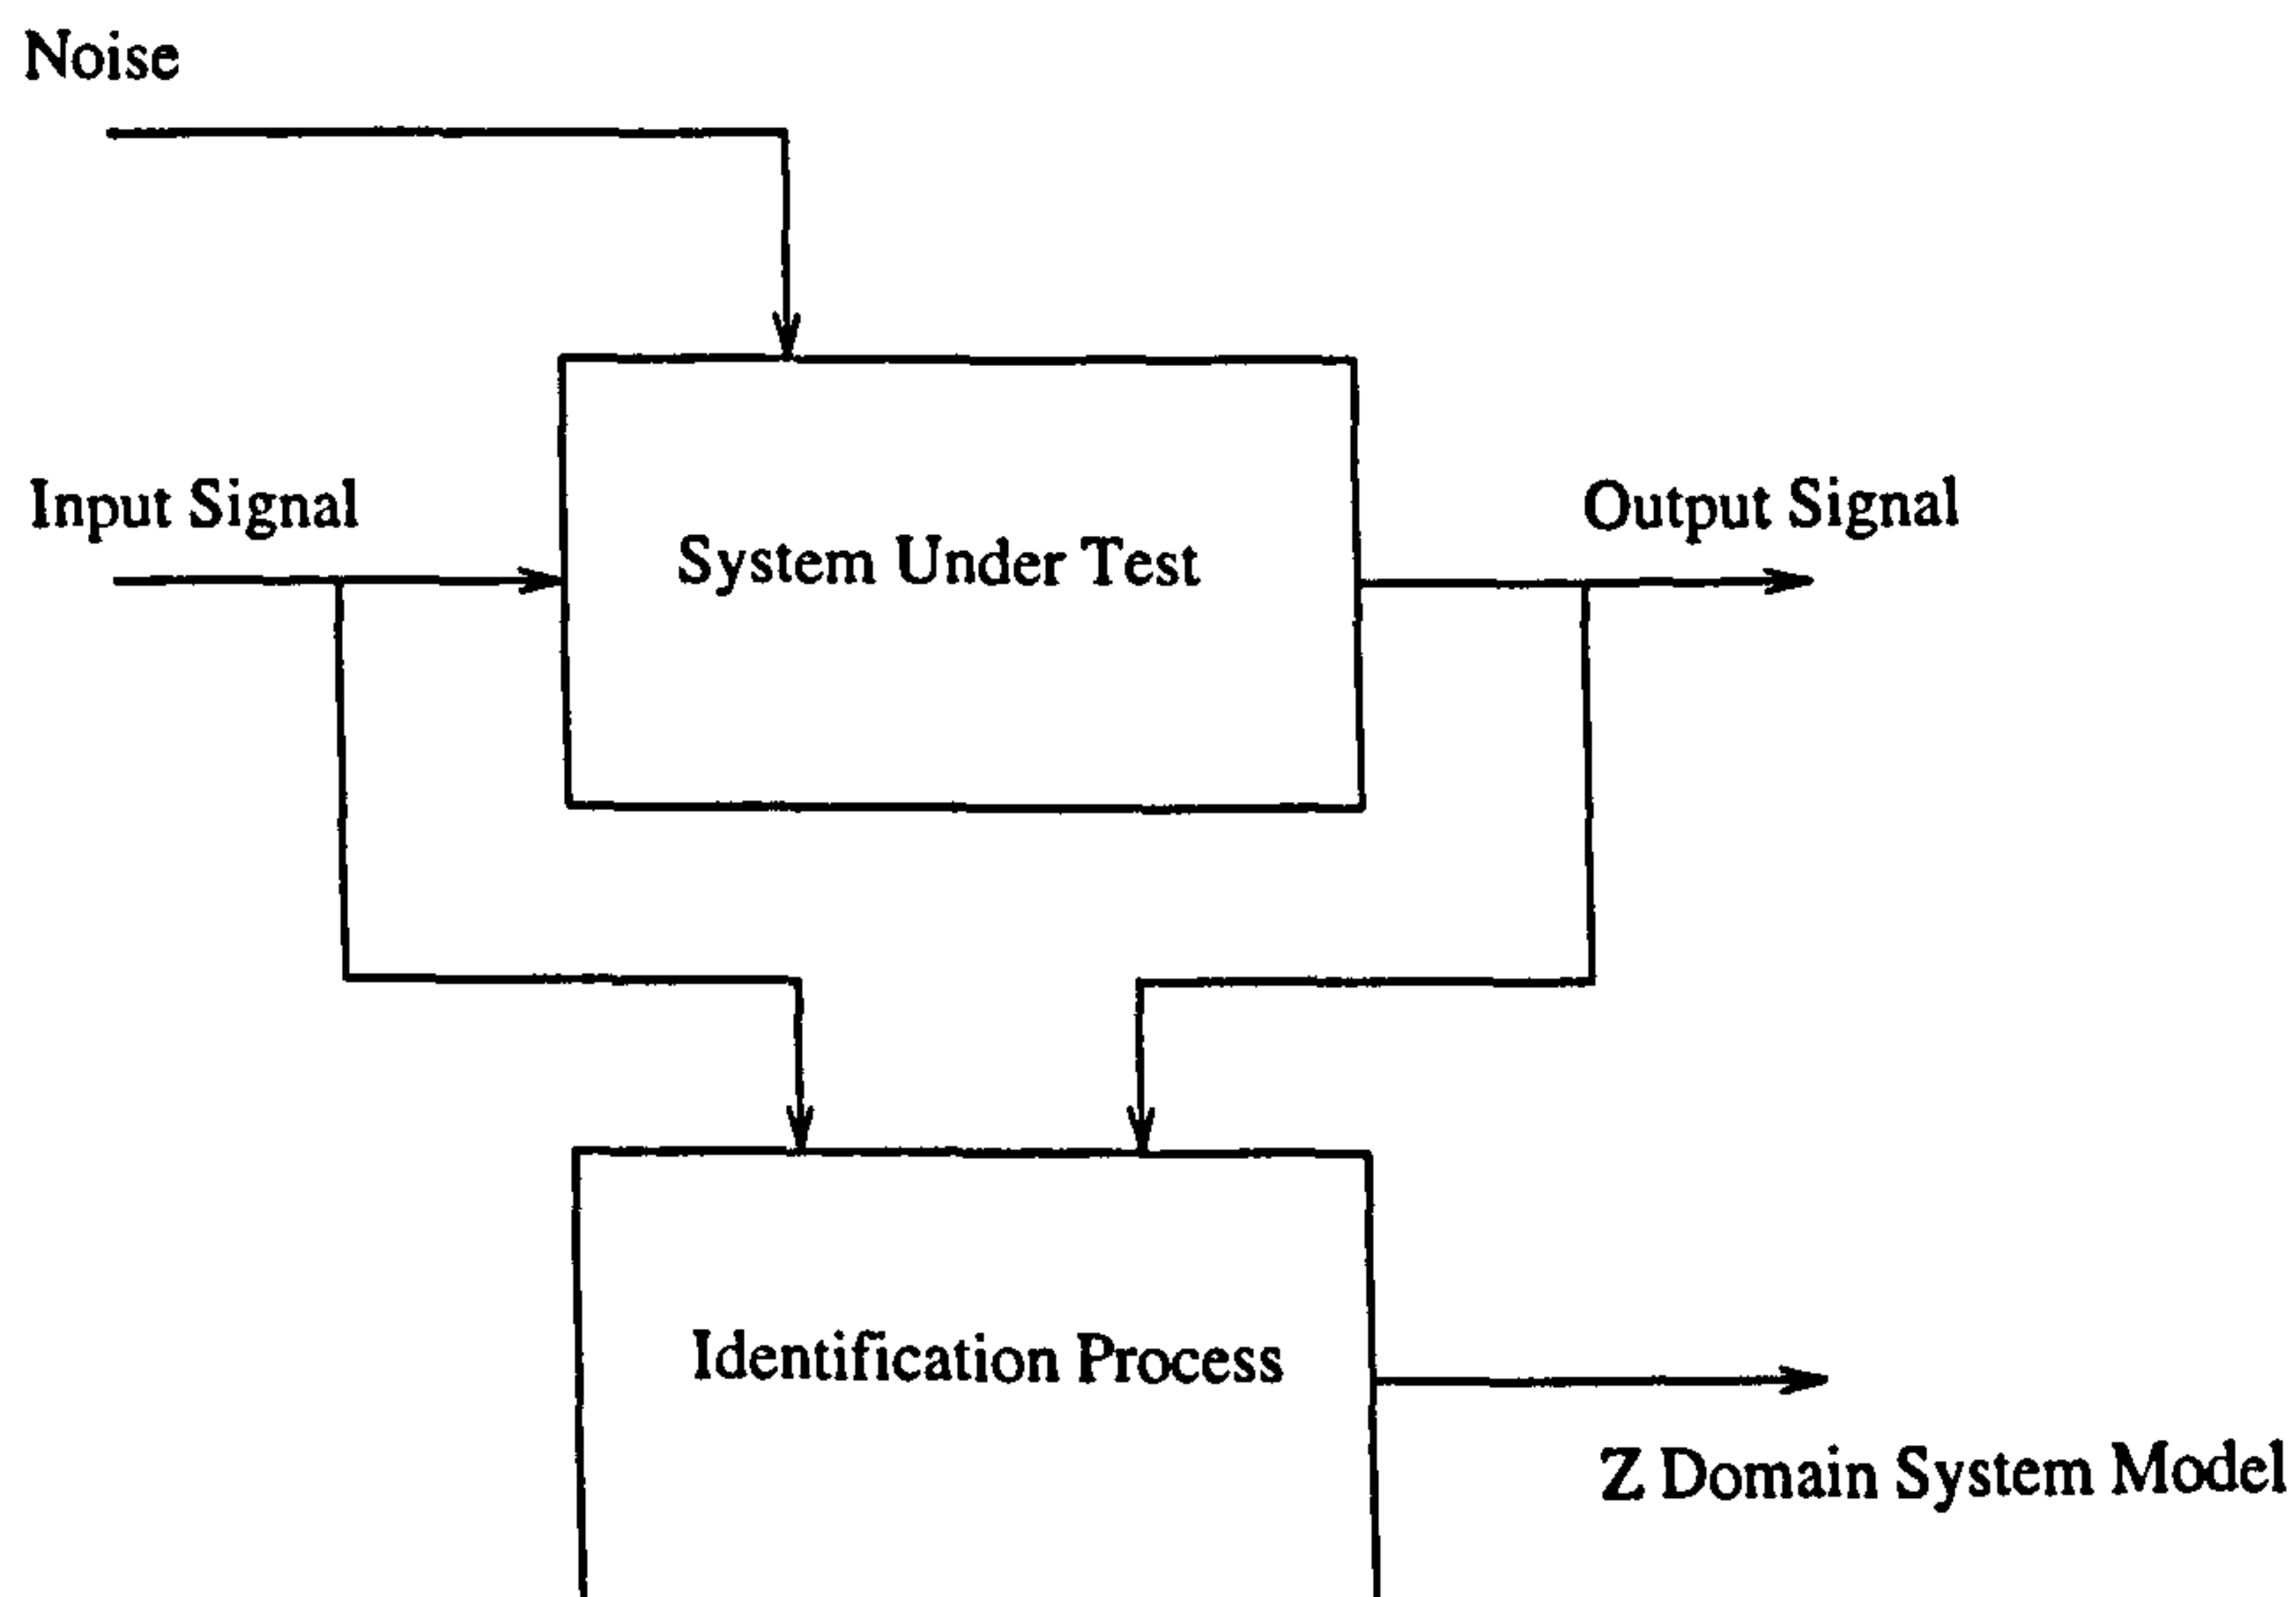 Noise
Input Signal
System Under Test
Output Signal
Identification Process
Z Domain System Model